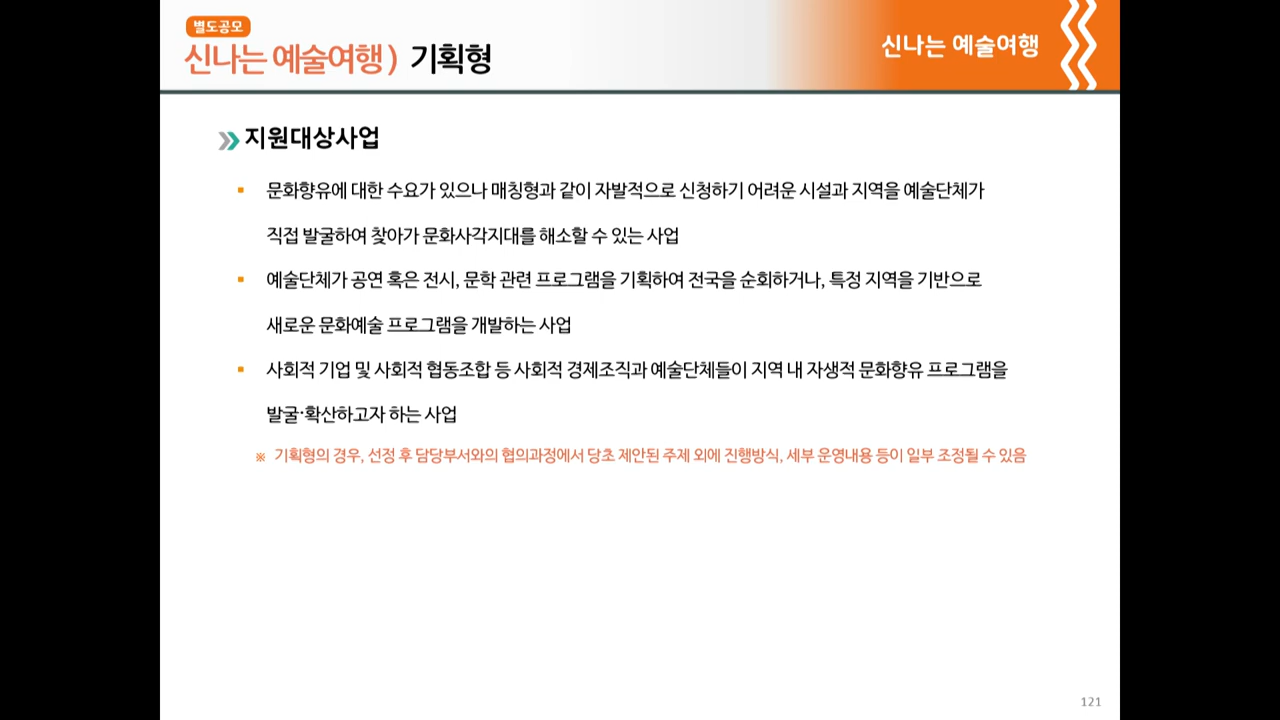 별도공모
신나는 예술여행) 기획형
신나는 예술여행
지원대상사업
▪ 문화향유에 대한 수요가 있으나 매칭형과 같이 자발적으로 신청하기 어려운 시설과 지역을 예술단체가
직접 발굴하여 찾아가 문화사각지대를 해소할 수 있는 사업
▪ 예술단체가 공연 혹은 전시, 문학 관련 프로그램을 기획하여 전국을 순회하거나, 특정 지역을 기반으로
새로운 문화예술 프로그램을 개발하는 사업
▪ 사회적 기업 및 사회적 협동조합 등 사회적 경제조직과 예술단체들이 지역 내 자생적 문화향유 프로그램을
발굴·확산하고자 하는 사업
※ 기획형의 경우, 선정 후 담당부서와의 협의과정에서 당초 제안된 주제 외에 진행방식, 세부 운영내용 등이 일부 조정될 수 있음
121